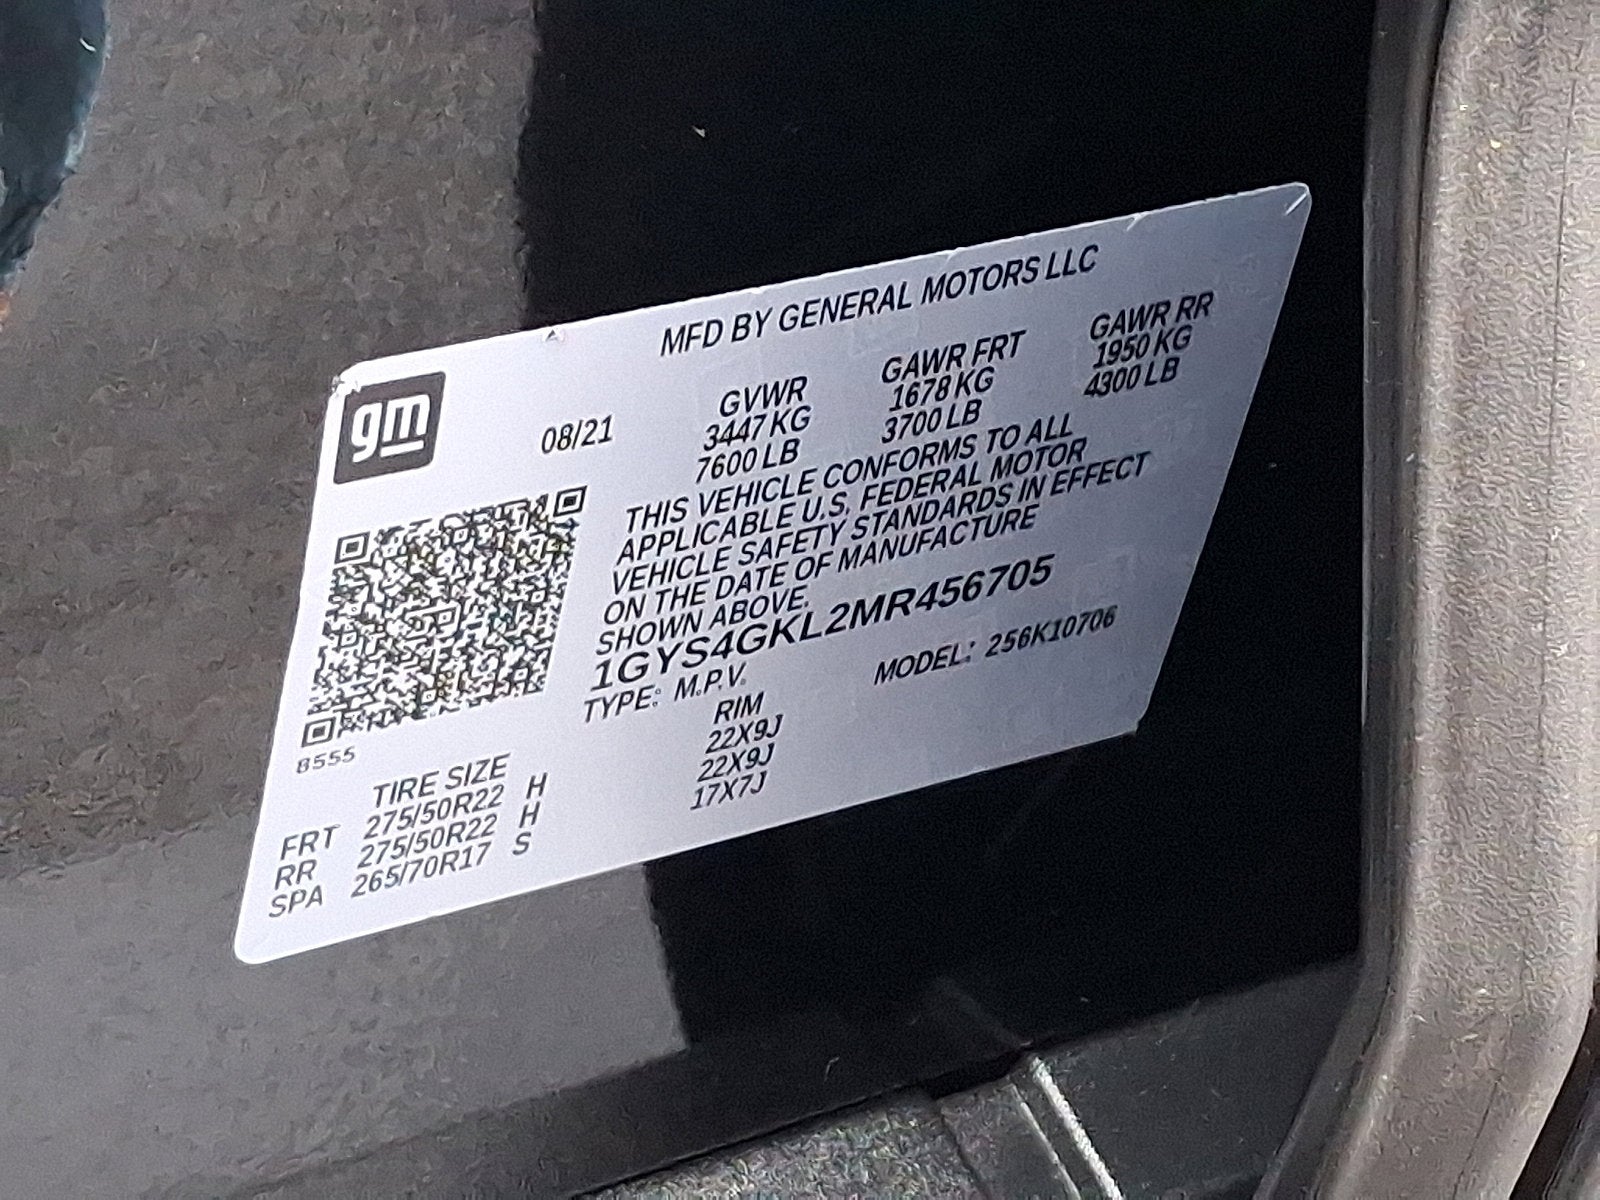 MFD BY GENERAL MOTORS LLC
gm
08/21
GVWR
3447 KG
7600 LB
GAWR FRT
1678 KG
3700 LB
GAWR RR
1950 KG
4300 LB
THIS VEHICLE CONFORMS TO ALL
APPLICABLE U.S. FEDERAL MOTOR
VEHICLE SAFETY STANDARDS IN EFFECT
ON THE DATE OF MANUFACTURE
SHOWN ABOVE.
1GYS4GKL2MR456705
TYPE: M.P.V. MODEL: 256K10706
8555
TIRE SIZE RIM
FRT 275/50R22 H 22X9J
RR 275/50R22 H 22X9J
SPA 265/70R17 S 17X7J